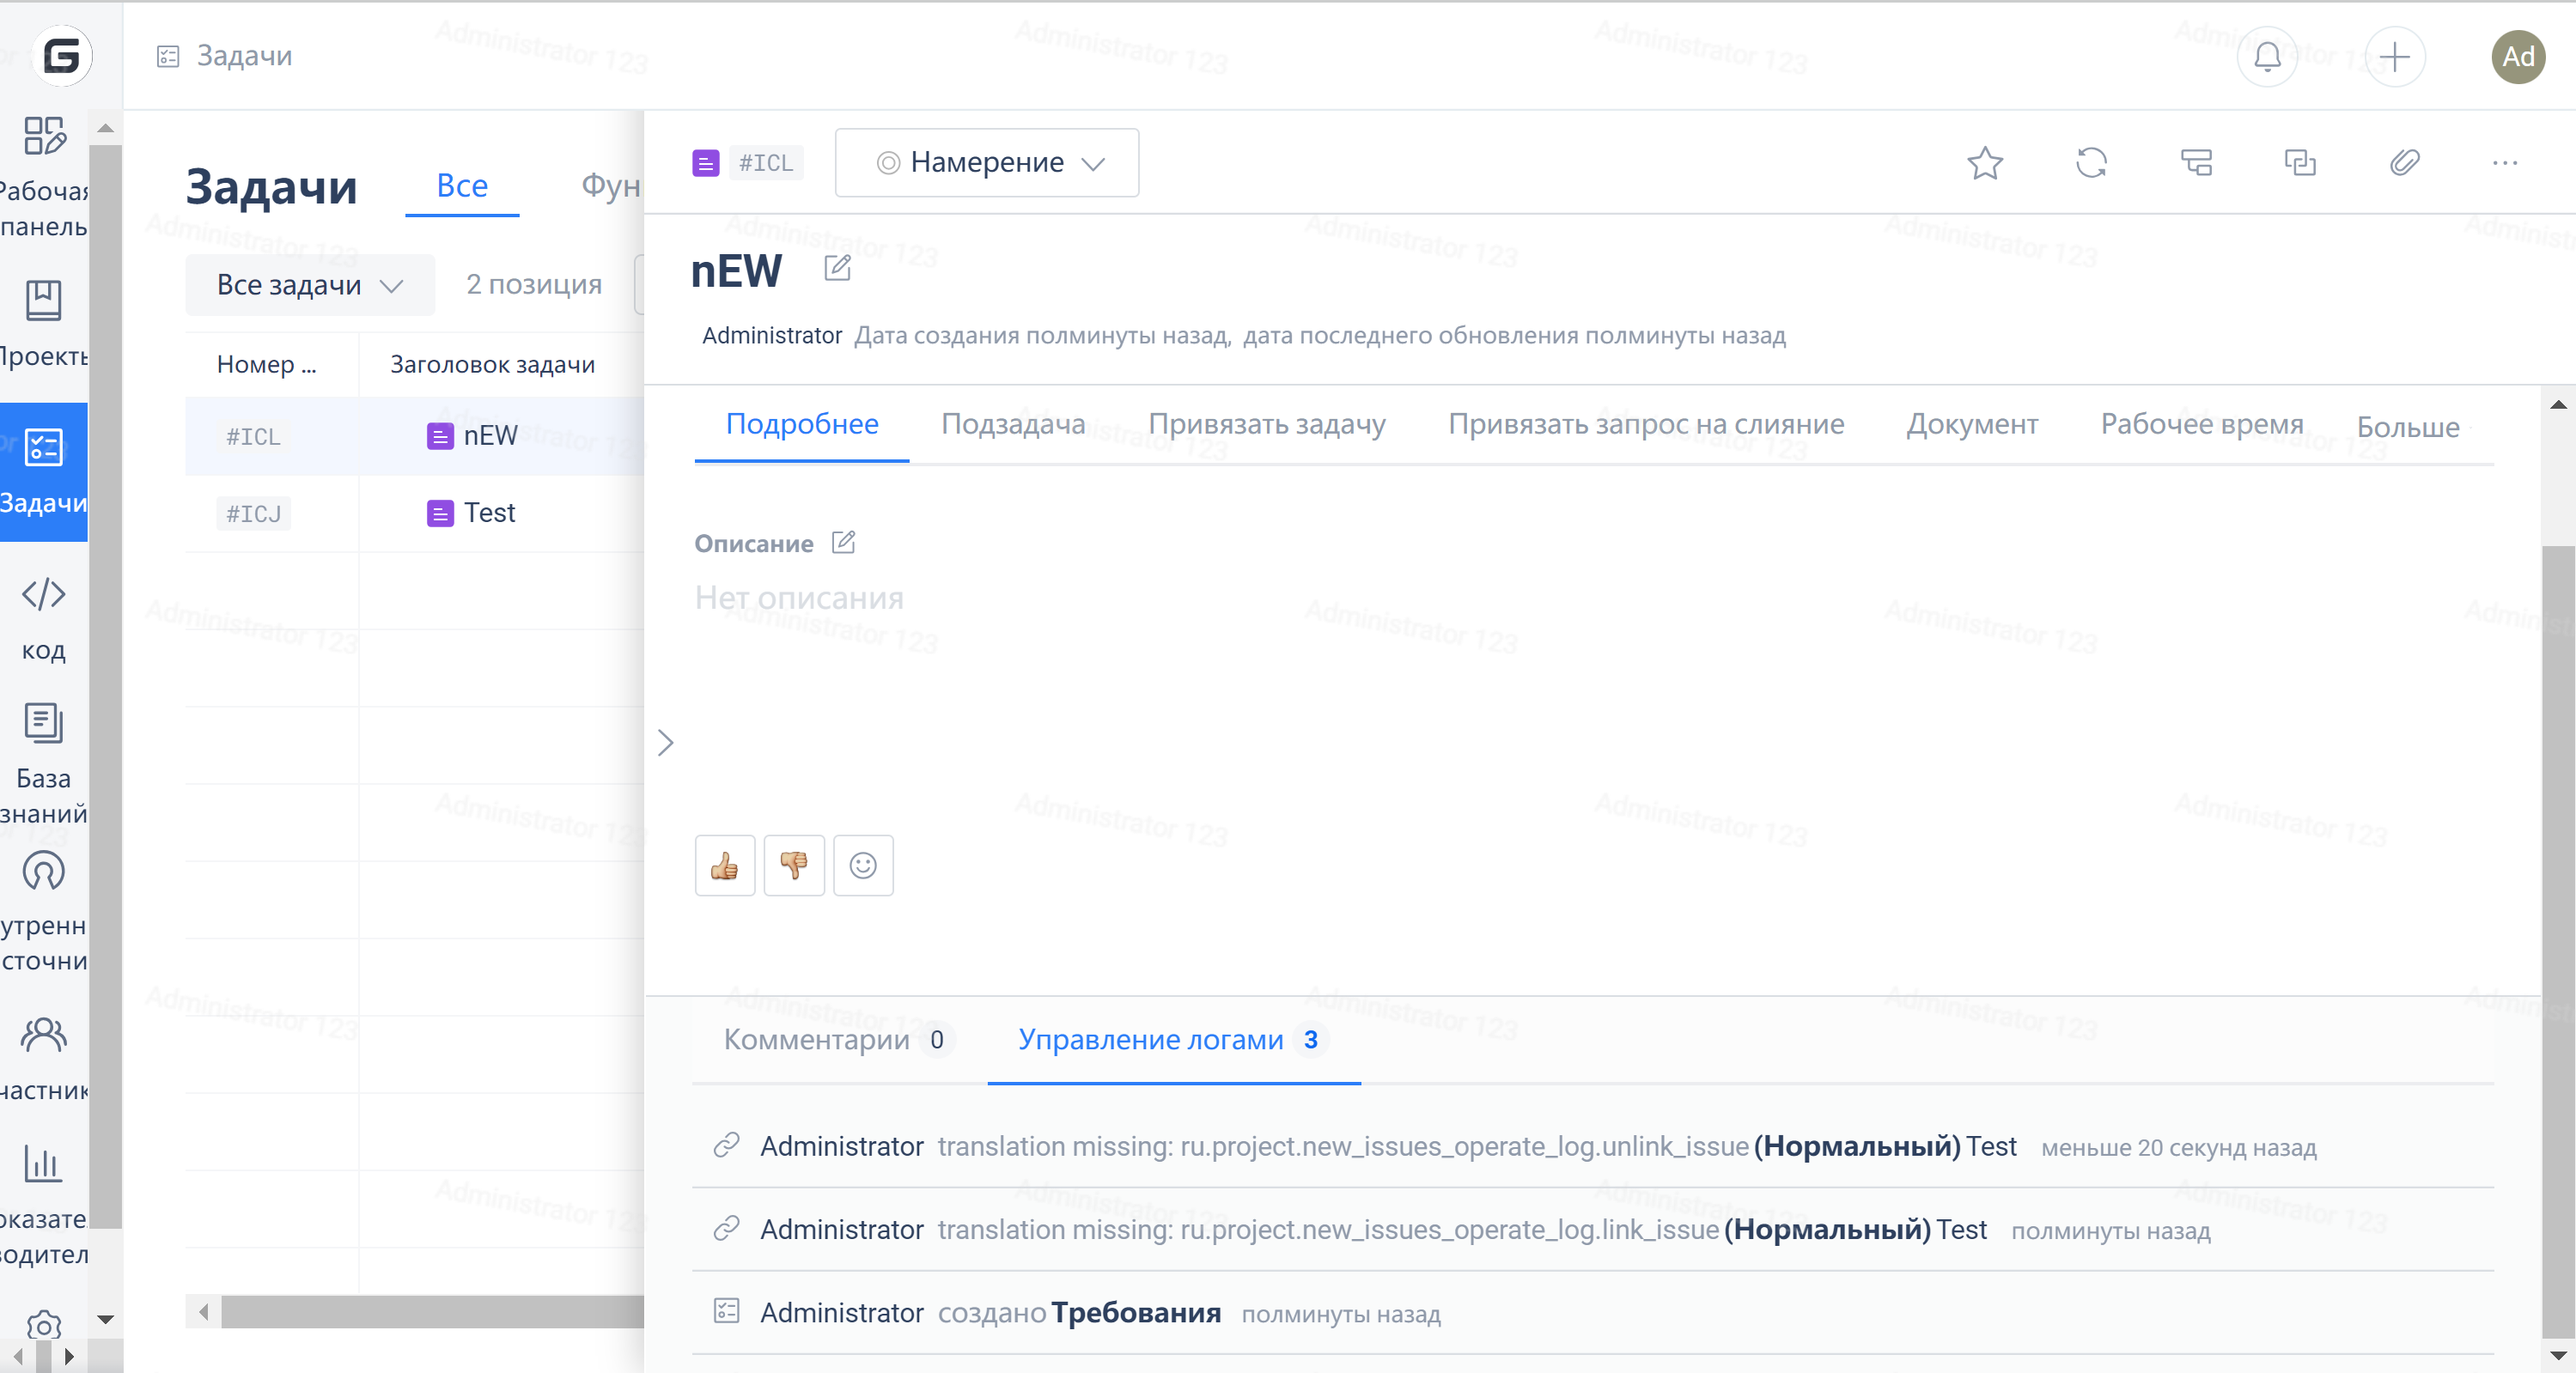 Задачи
Ad
Рабочая
панель
Проекты
Задачи
код
База
знаний
утренн
сточни
частник
оказате
водител
Задачи
Все
Фун
Все задачи
2 позиция
Номер ...
Заголовок задачи
#ICL
nEW
#ICJ
Test
#ICL
Намерение
nEW
Administrator Дата создания полминуты назад, дата последнего обновления полминуты назад
Подробнее
Подзадача
Привязать задачу
Привязать запрос на слияние
Документ
Рабочее время
Больше
Описание
Нет описания
Комментарии 0
Управление логами 3
Administrator translation missing: ru.project.new_issues_operate_log.unlink_issue (Нормальный) Test меньше 20 секунд назад
Administrator translation missing: ru.project.new_issues_operate_log.link_issue (Нормальный) Test полминуты назад
Administrator создано Требования полминуты назад
Administrator 123